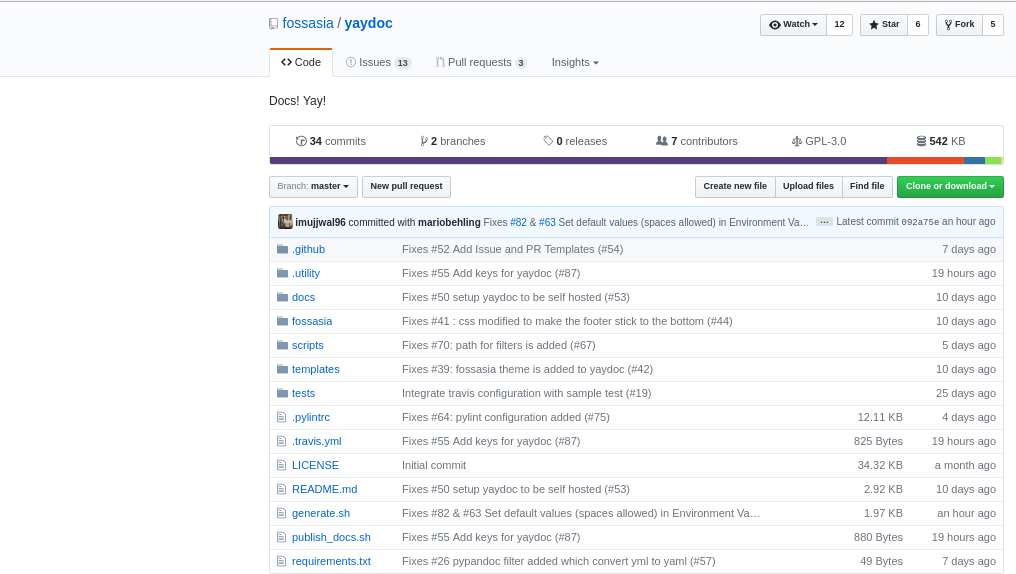 fossasia / yaydoc
Watch 12 Star 6 Fork 5
Code Issues 13 Pull requests 3 Insights
Docs! Yay!
34 commits 2 branches 0 releases 7 contributors GPL-3.0 542 KB
Branch: master New pull request Create new file Upload files Find file Clone or download
imujjwal96 committed with mariobehling Fixes #82 & #63 Set default values (spaces allowed) in Environment Va… … Latest commit 092a75e an hour ago
.github Fixes #52 Add Issue and PR Templates (#54) 7 days ago
.utility Fixes #55 Add keys for yaydoc (#87) 19 hours ago
docs Fixes #50 setup yaydoc to be self hosted (#53) 10 days ago
fossasia Fixes #41 : css modified to make the footer stick to the bottom (#44) 10 days ago
scripts Fixes #70: path for filters is added (#67) 5 days ago
templates Fixes #39: fossasia theme is added to yaydoc (#42) 10 days ago
tests Integrate travis configuration with sample test (#19) 25 days ago
.pylintrc Fixes #64: pylint configuration added (#75) 12.11 KB 4 days ago
.travis.yml Fixes #55 Add keys for yaydoc (#87) 825 Bytes 19 hours ago
LICENSE Initial commit 34.32 KB a month ago
README.md Fixes #50 setup yaydoc to be self hosted (#53) 2.92 KB 10 days ago
generate.sh Fixes #82 & #63 Set default values (spaces allowed) in Environment Va… 1.97 KB an hour ago
publish_docs.sh Fixes #55 Add keys for yaydoc (#87) 880 Bytes 19 hours ago
requirements.txt Fixes #26 pypandoc filter added which convert yml to yaml (#57) 49 Bytes 7 days ago